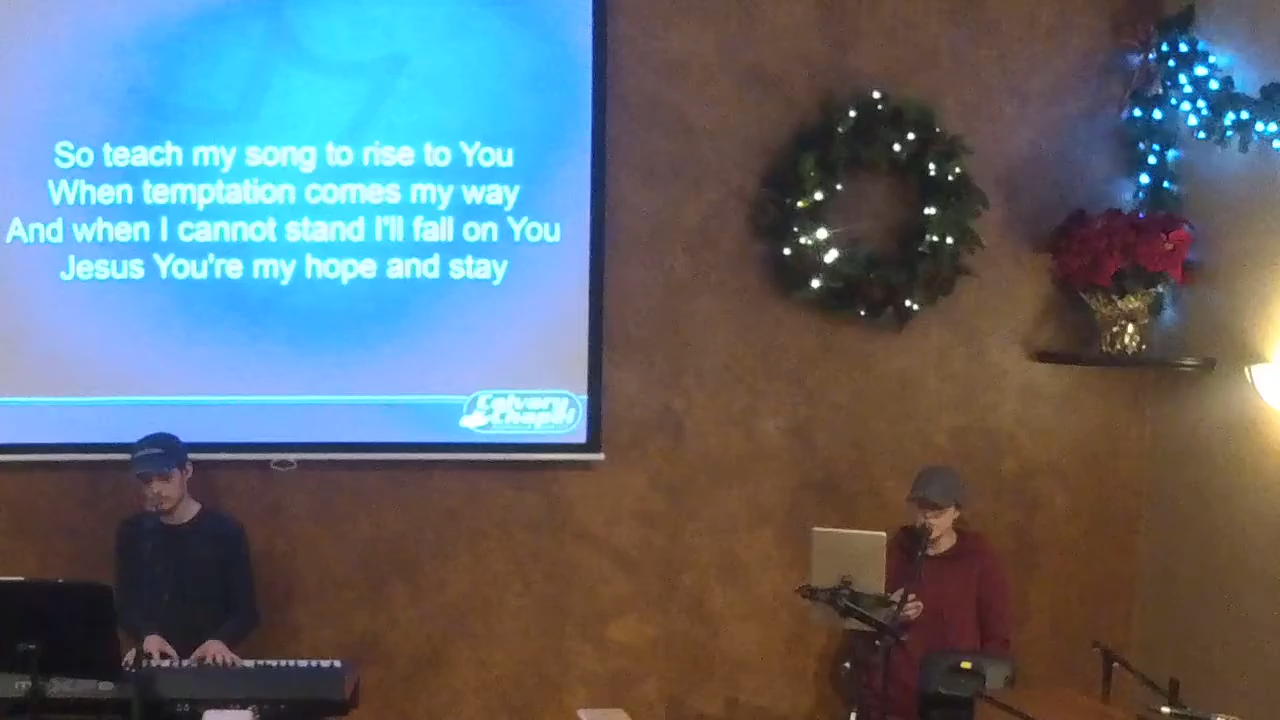 So teach my song to rise to You
When temptation comes my way
And when I cannot stand I'll fall on You
Jesus You're my hope and stay
Calvary
Chapel